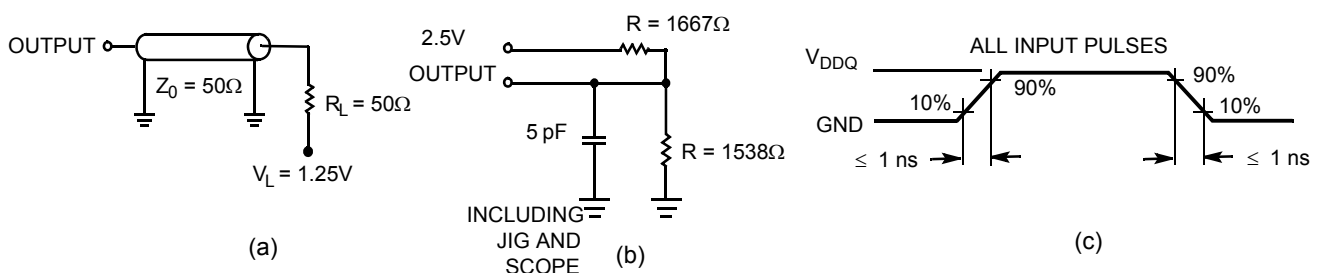 OUTPUT
Z0 = 50Ω
RL = 50Ω
VL = 1.25V
(a)
2.5V
R = 1667Ω
OUTPUT
5 pF
R = 1538Ω
INCLUDING
JIG AND
SCOPE
(b)
ALL INPUT PULSES
VDDQ
90%
90%
10%
10%
GND
≤ 1 ns
≤ 1 ns
(c)